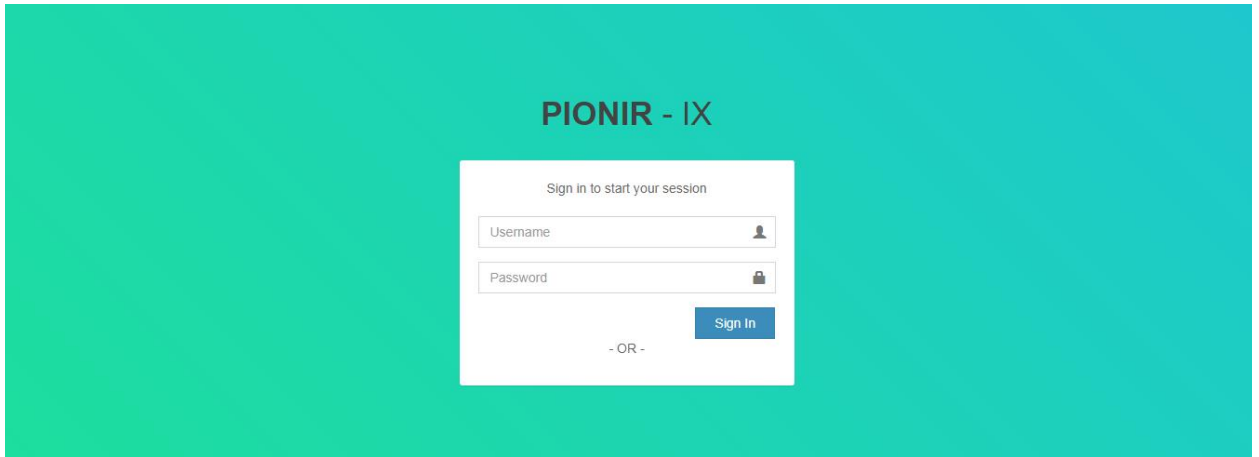 PIONIR - IX
Sign in to start your session
Username
Password
Sign In
- OR -